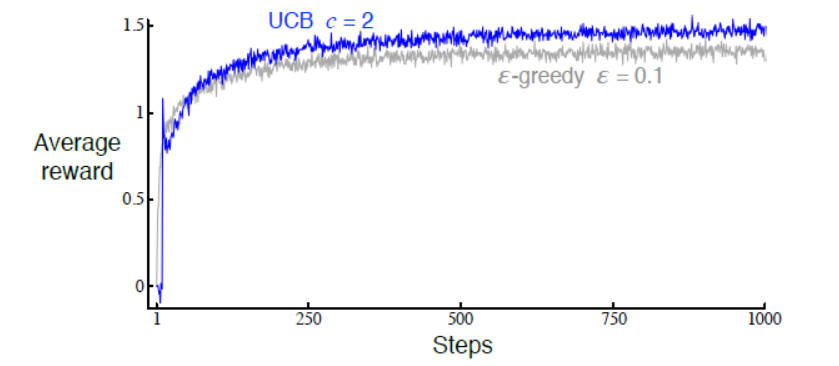 1.5
UCB c = 2
ε-greedy ε = 0.1
1
Average
reward
0.5
0
1 250 500 750 1000
Steps